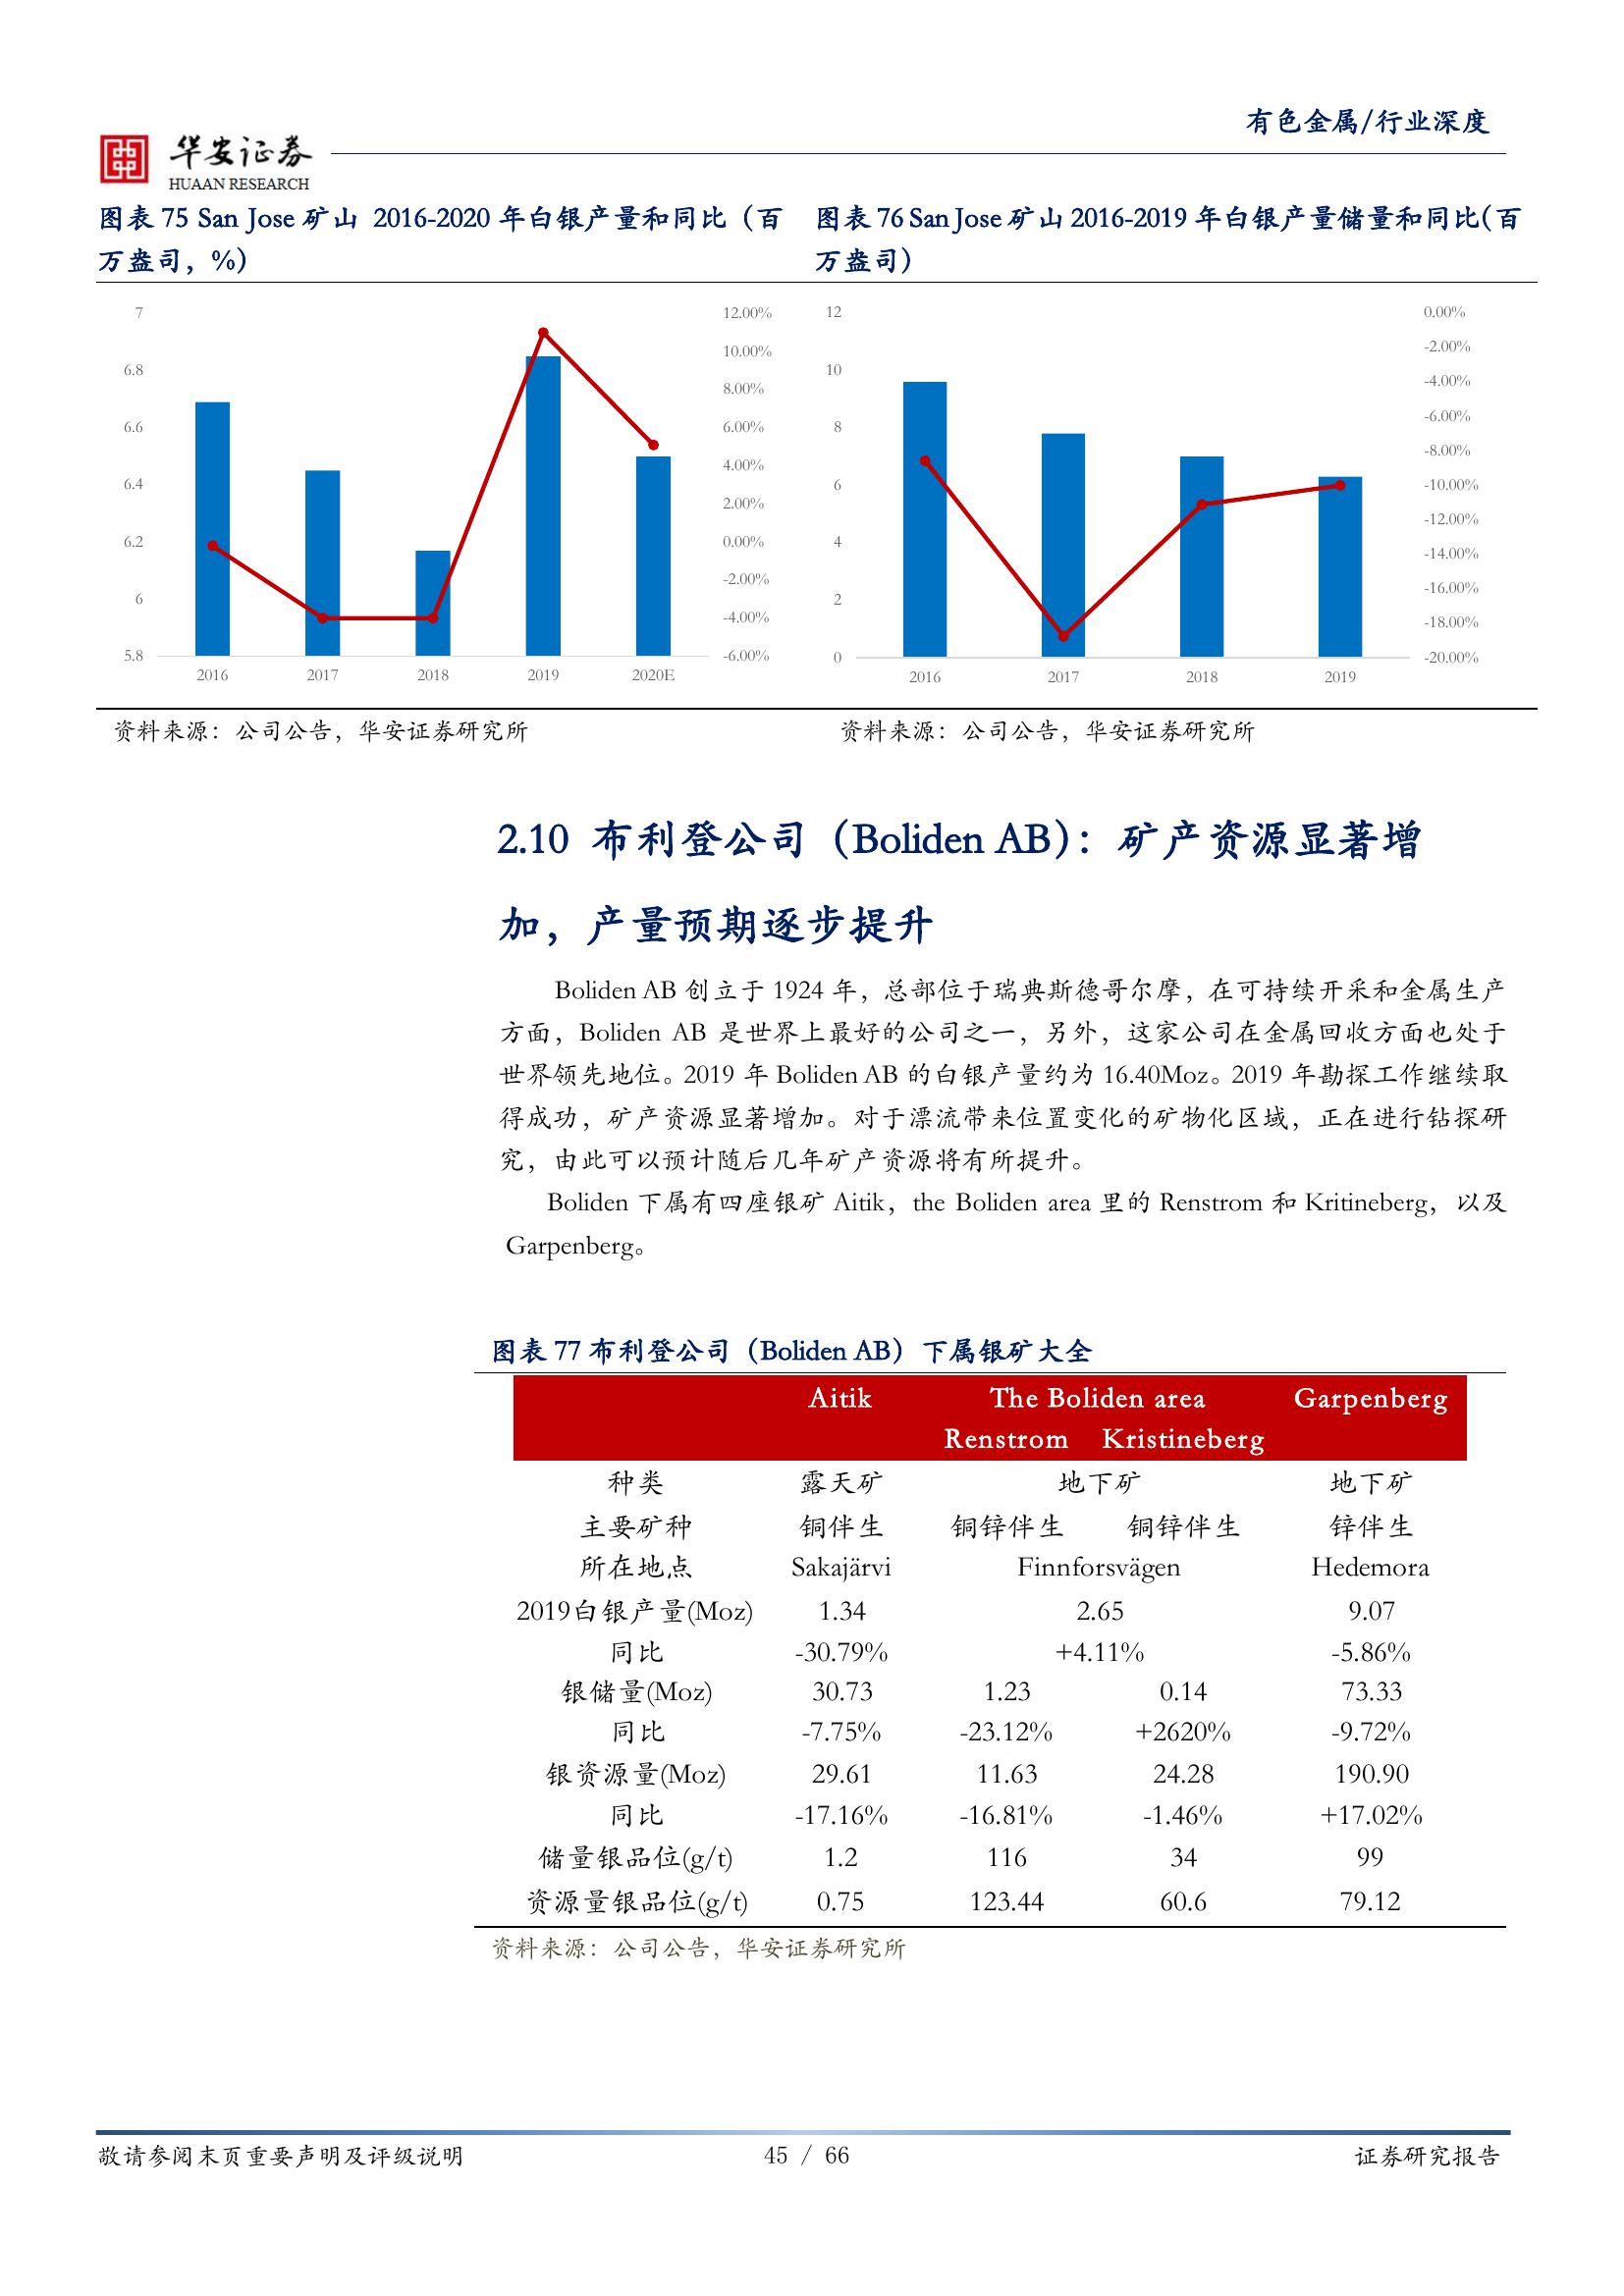 有色金属/行业深度
华安证券
HUAAN RESEARCH
图表 75 San Jose 矿山 2016-2020 年白银产量和同比（百
万盎司，%）
7
6.8
6.6
6.4
6.2
6
5.8
12.00%
10.00%
8.00%
6.00%
4.00%
2.00%
0.00%
-2.00%
-4.00%
-6.00%
2016 2017 2018 2019 2020E
资料来源：公司公告，华安证券研究所
图表 76 San Jose 矿山 2016-2019 年白银产量储量和同比(百
万盎司)
12
10
8
6
4
2
0
0.00%
-2.00%
-4.00%
-6.00%
-8.00%
-10.00%
-12.00%
-14.00%
-16.00%
-18.00%
-20.00%
2016 2017 2018 2019
资料来源：公司公告，华安证券研究所
2.10 布利登公司（Boliden AB）：矿产资源显著增
加，产量预期逐步提升
Boliden AB 创立于 1924 年，总部位于瑞典斯德哥尔摩，在可持续开采和金属生产
方面，Boliden AB 是世界上最好的公司之一，另外，这家公司在金属回收方面也处于
世界领先地位。2019 年 Boliden AB 的白银产量约为 16.40Moz。2019 年勘探工作继续取
得成功，矿产资源显著增加。对于漂流带来位置变化的矿物化区域，正在进行钻探研
究，由此可以预计随后几年矿产资源将有所提升。
Boliden 下属有四座银矿 Aitik，the Boliden area 里的 Renstrom 和 Kritineberg，以及
Garpenberg。
图表 77 布利登公司（Boliden AB）下属银矿大全
Aitik The Boliden area Garpenberg
Renstrom Kristineberg
种类 露天矿 地下矿 地下矿
主要矿种 铜伴生 铜锌伴生 铜锌伴生 锌伴生
所在地点 Sakajärvi Finnforsvägen Hedemora
2019白银产量(Moz) 1.34 2.65 9.07
同比 -30.79% +4.11% -5.86%
银储量(Moz) 30.73 1.23 0.14 73.33
同比 -7.75% -23.12% +2620% -9.72%
银资源量(Moz) 29.61 11.63 24.28 190.90
同比 -17.16% -16.81% -1.46% +17.02%
储量银品位(g/t) 1.2 116 34 99
资源量银品位(g/t) 0.75 123.44 60.6 79.12
资料来源：公司公告，华安证券研究所
敬请参阅末页重要声明及评级说明 45 / 66 证券研究报告